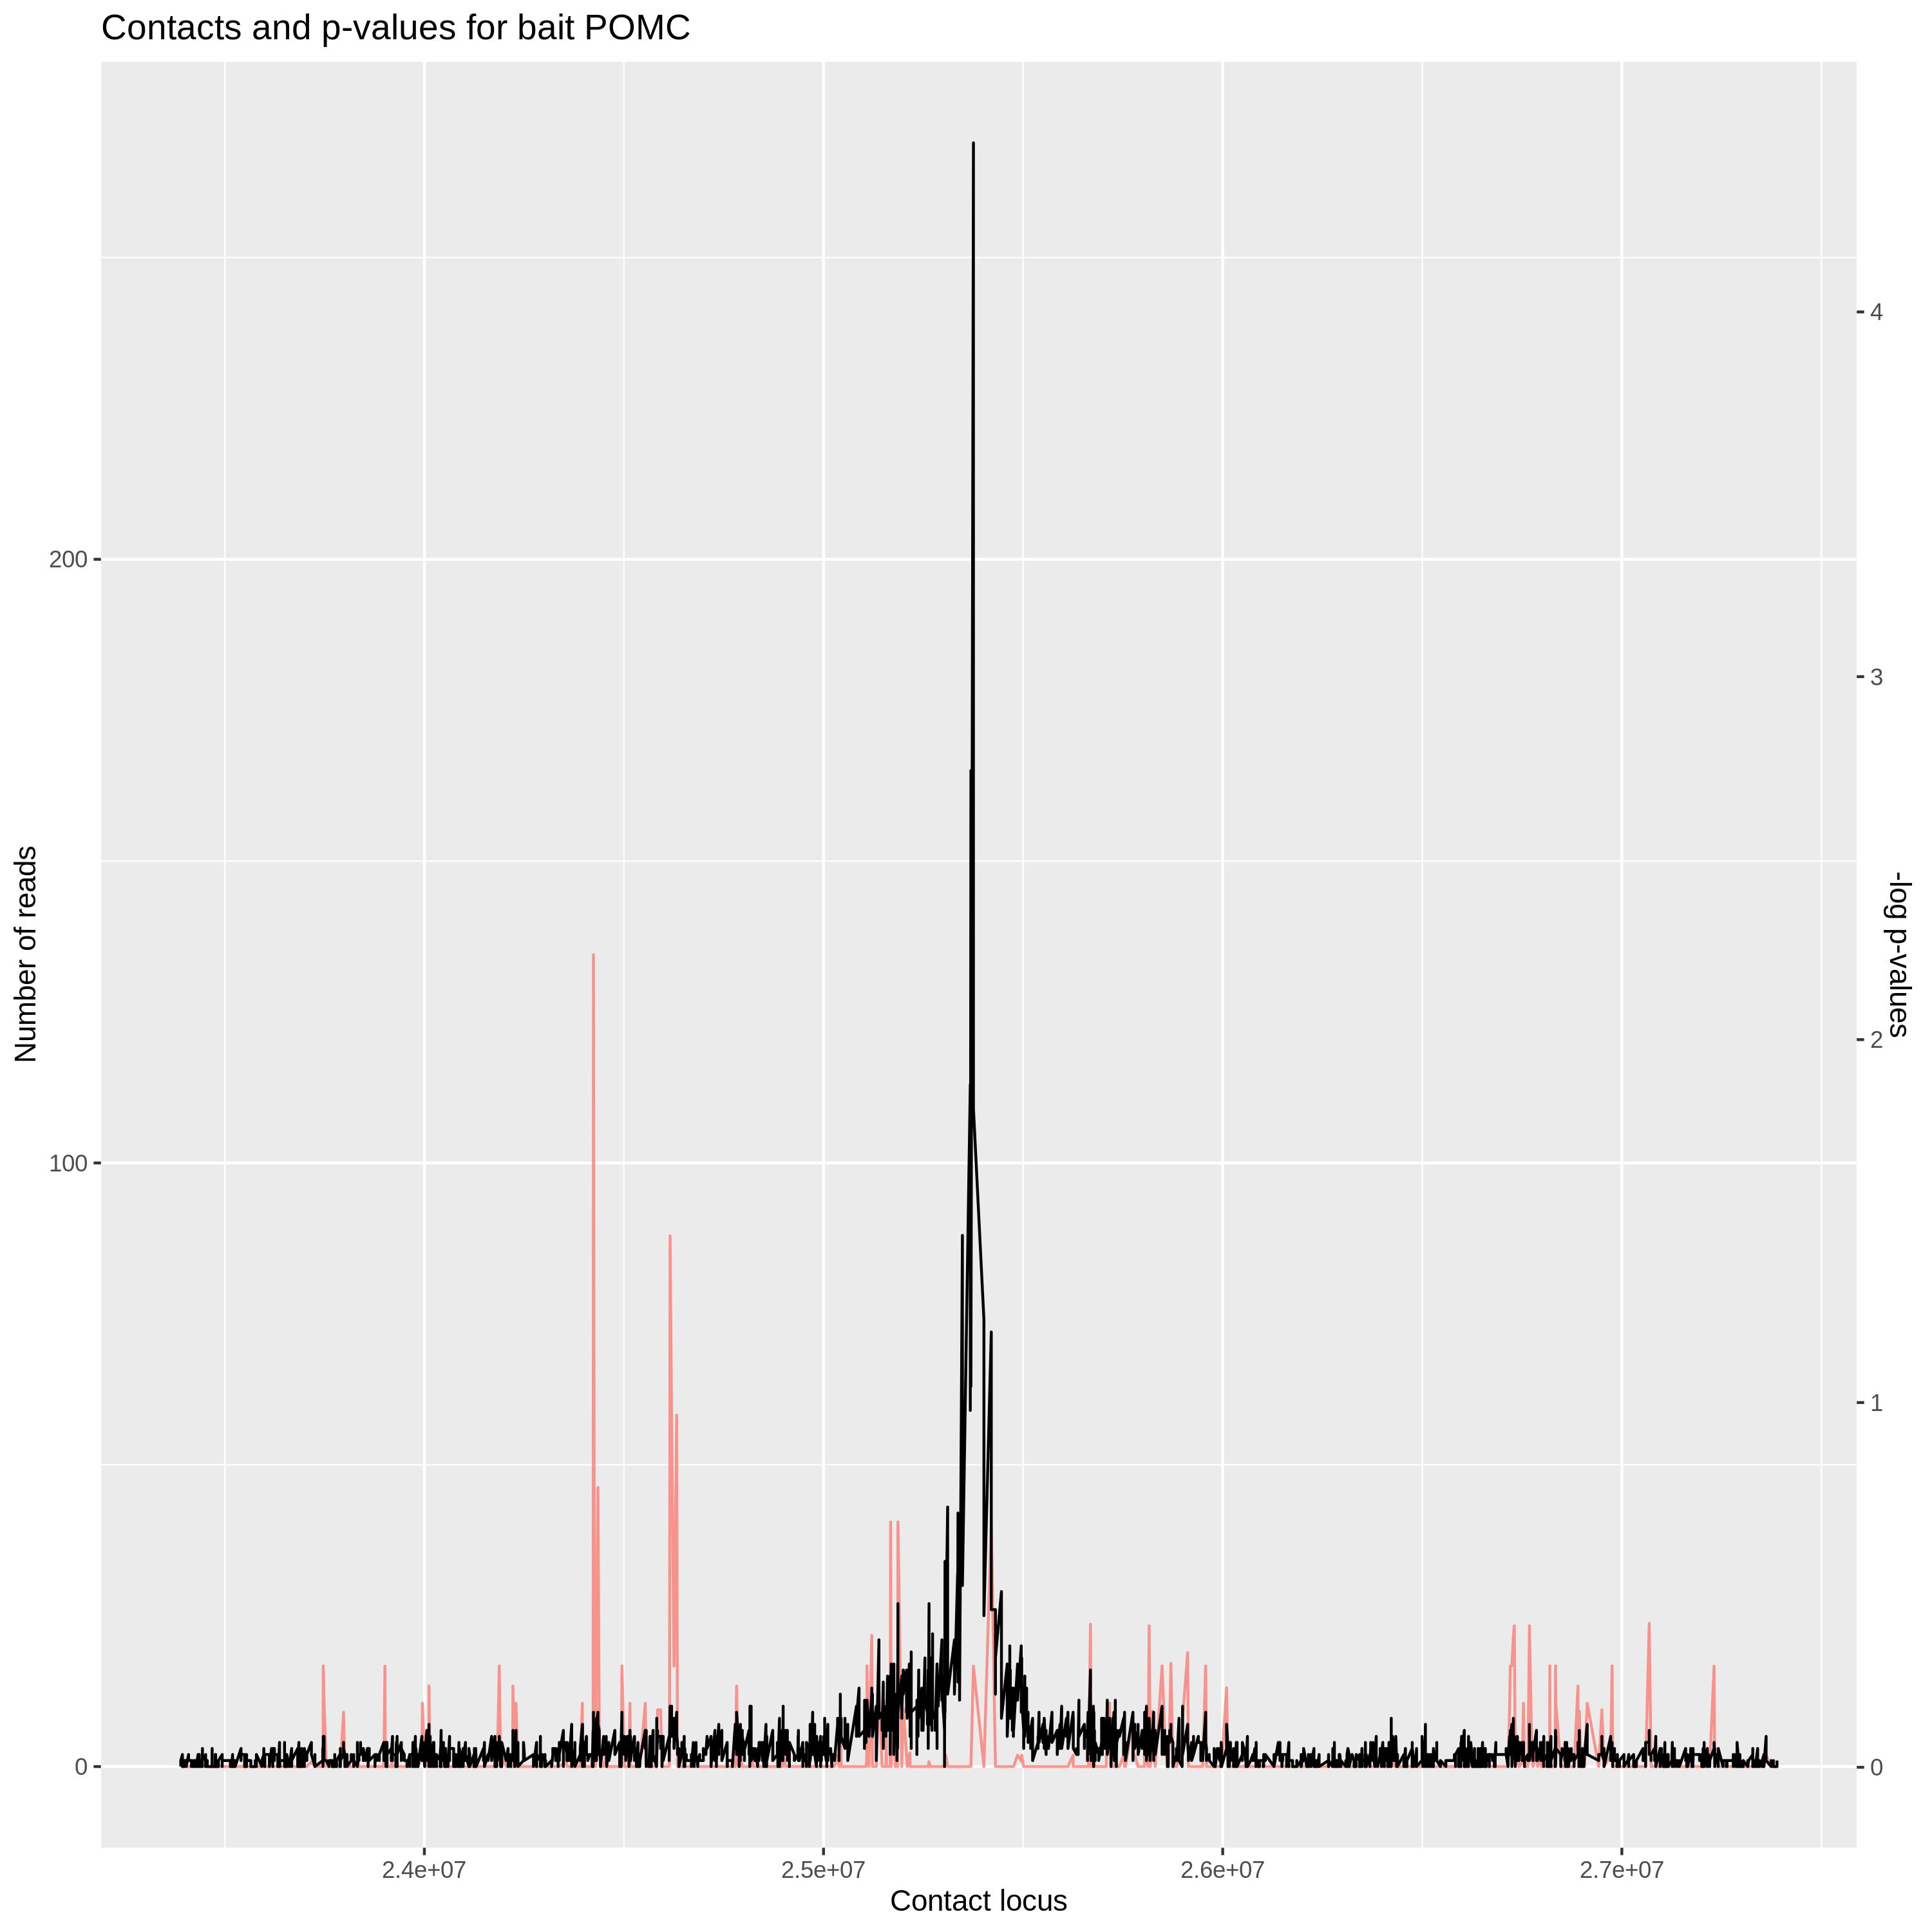 Contacts and p-values for bait POMC
Number of reads
200
100
0
4
3
2
1
0
-log p-values
2.4e+07 2.5e+07 2.6e+07 2.7e+07
Contact locus